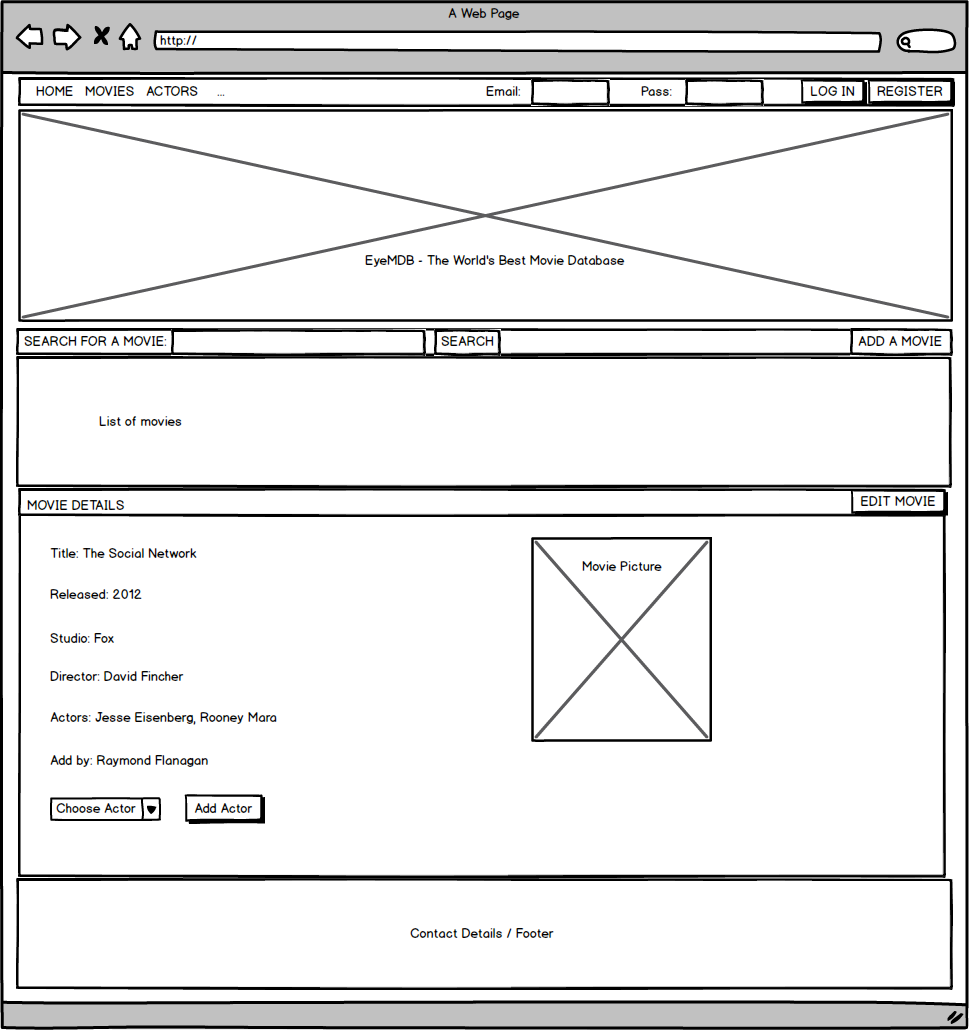 A Web Page
http://
HOME MOVIES ACTORS ... Email: Pass: LOG IN REGISTER
EyeMDB - The World's Best Movie Database
SEARCH FOR A MOVIE: SEARCH ADD A MOVIE
List of movies
MOVIE DETAILS EDIT MOVIE
Title: The Social Network
Movie Picture
Released: 2012
Studio: Fox
Director: David Fincher
Actors: Jesse Eisenberg, Rooney Mara
Add by: Raymond Flanagan
Choose Actor Add Actor
Contact Details / Footer